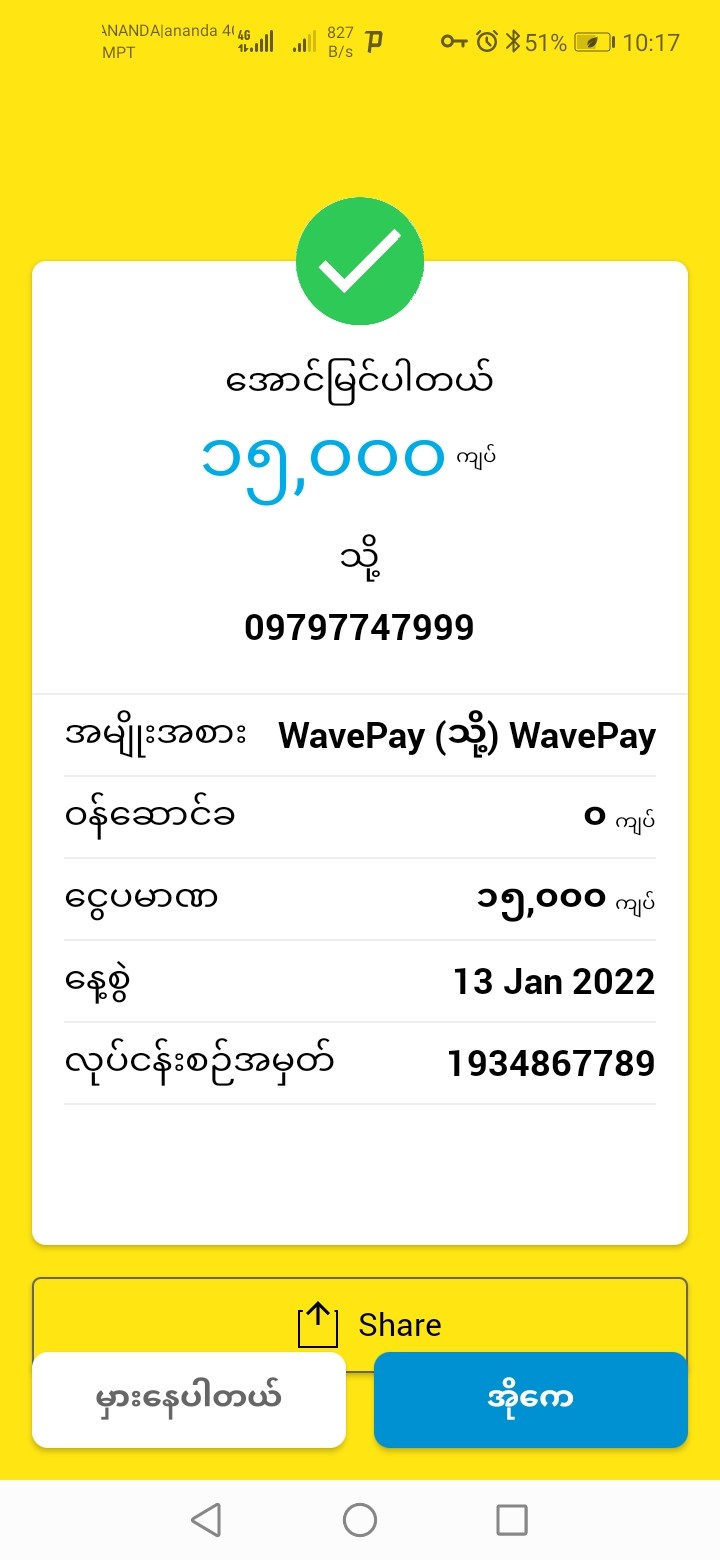 ANANDA|ananda 4G
MPT
4G
827
B/s
51%
10:17
အောင်မြင်ပါတယ်
၁၅,၀၀၀ ကျပ်
သို့
09797747999
အမျိုးအစား WavePay (သို့) WavePay
ဝန်ဆောင်ခ ၀ ကျပ်
ငွေပမာဏ ၁၅,၀၀၀ ကျပ်
နေ့စွဲ 13 Jan 2022
လုပ်ငန်းစဉ်အမှတ် 1934867789
Share
မှားနေပါတယ်
အိုကေ